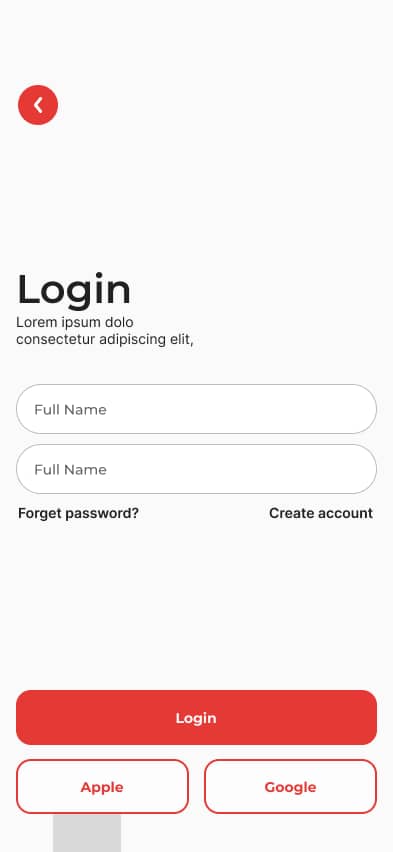 Login
Lorem ipsum dolo
consectetur adipiscing elit,
Full Name
Full Name
Forget password? Create account
Login
Apple Google